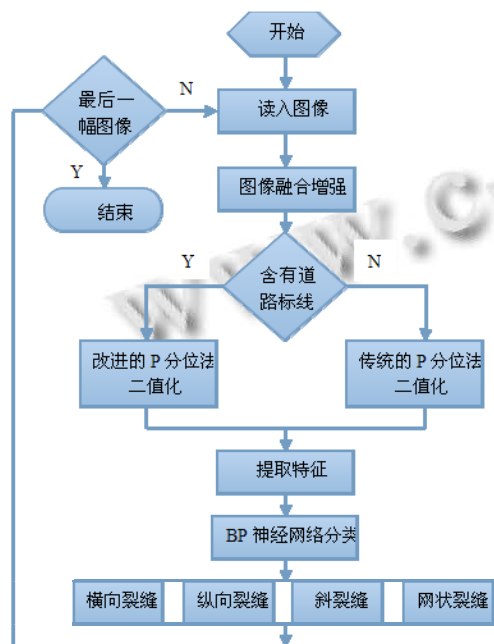 开始
最后一
幅图像
N
读入图像
Y
结束
图像融合增强
Y
含有道
路标线
N
改进的 P 分位法
二值化
传统的 P 分位法
二值化
提取特征
BP 神经网络分类
横向裂缝
纵向裂缝
斜裂缝
网状裂缝
www.c